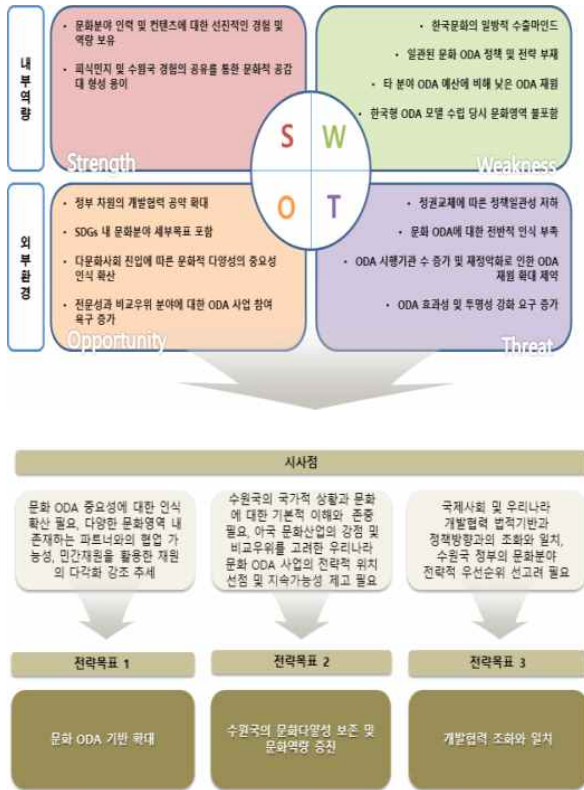 내부역량
• 문화분야 인력 및 컨텐츠에 대한 선진적인 경험 및
역량 보유
• 피식민지 및 수원국 경험의 공유를 통한 문화적 공감
대 형성 용이
Strength
• 한국문화의 일방적 수출마인드
• 일관된 문화 ODA 정책 및 전략 부재
• 타 분야 ODA 예산에 비해 낮은 ODA 재원
• 한국형 ODA 모델 수립 당시 문화영역 불포함
Weakness
S W
O T
외부환경
• 정부 차원의 개발협력 공약 확대
• SDGs 내 문화분야 세부목표 포함
• 다문화사회 진입에 따른 문화적 다양성의 중요성
인식 확산
• 전문성과 비교우위 분야에 대한 ODA 사업 참여
욕구 증가
Opportunity
• 정권교체에 따른 정책일관성 저하
• 문화 ODA에 대한 전반적 인식 부족
• ODA 시행기관 수 증가 및 재정악화로 인한 ODA
재원 확대 제약
• ODA 효과성 및 투명성 강화 요구 증가
Threat
시사점
문화 ODA 중요성에 대한 인식
확산 필요, 다양한 문화영역 내
존재하는 파트너와의 협업 가
능성, 민간재원을 활용한 재원
의 다각화 강조 추세
수원국의 국가적 상황과 문화
에 대한 기본적 이해와 존중
필요, 아국 문화산업의 강점 및
비교우위를 고려한 우리나라
문화 ODA 사업의 전략적 위치
선점 및 지속가능성 제고 필요
국제사회 및 우리나라
개발협력 법적기반과
정책방향과의 조화와 일치,
수원국 정부의 문화분야
전략적 우선순위 선고려 필요
전략목표 1
전략목표 2
전략목표 3
문화 ODA 기반 확대
수원국의 문화다양성 보존 및
문화역량 증진
개발협력 조화와 일치